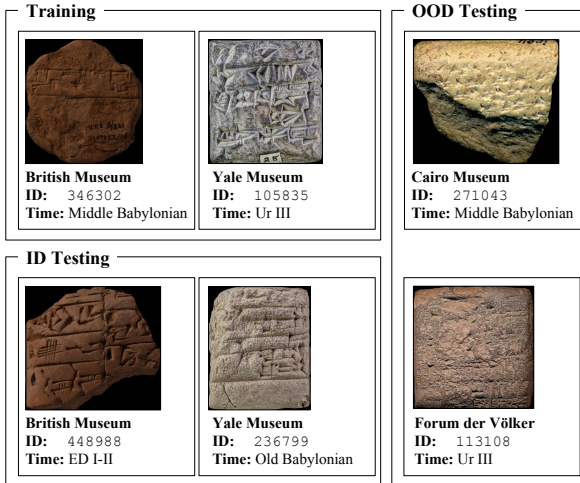 Training
British Museum
ID: 346302
Time: Middle Babylonian
Yale Museum
ID: 105835
Time: Ur III
OOD Testing
Cairo Museum
ID: 271043
Time: Middle Babylonian
ID Testing
British Museum
ID: 448988
Time: ED I-II
Yale Museum
ID: 236799
Time: Old Babylonian
Forum der Völker
ID: 113108
Time: Ur III